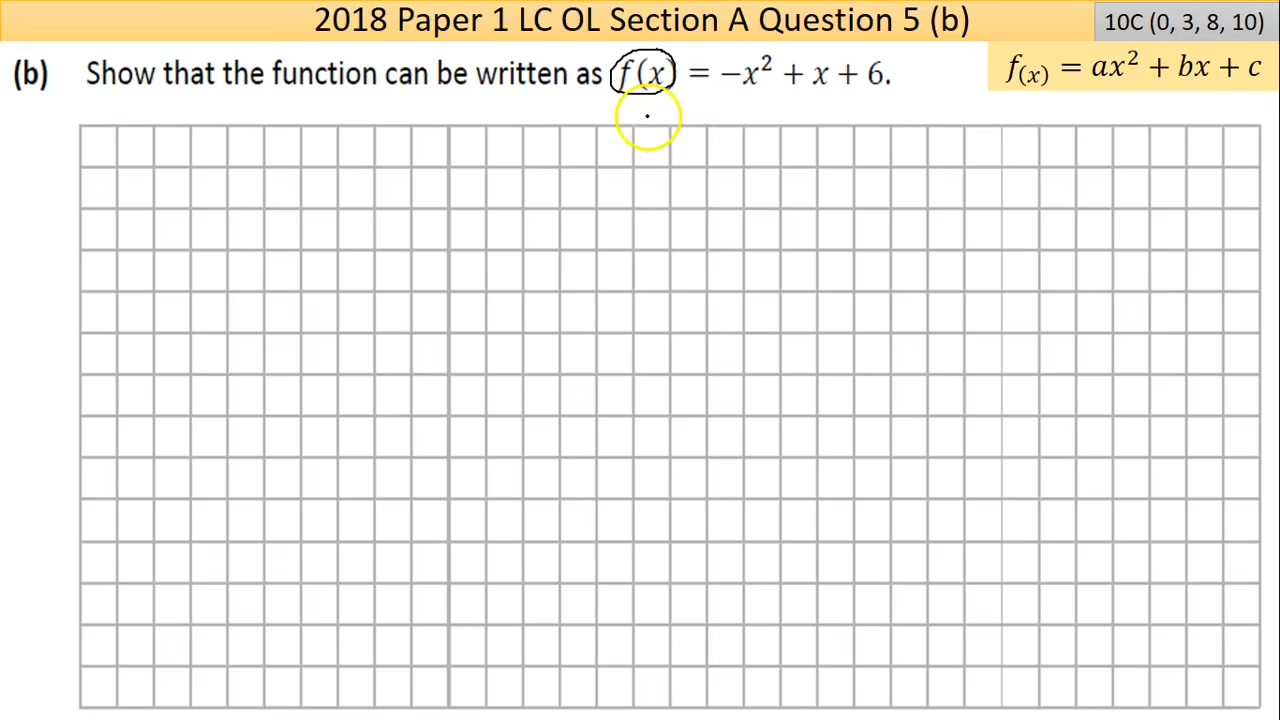 2018 Paper 1 LC OL Section A Question 5 (b)
10C (0, 3, 8, 10)
(b) Show that the function can be written as f(x) = −x² + x + 6.
f₍ₓ₎ = ax² + bx + c